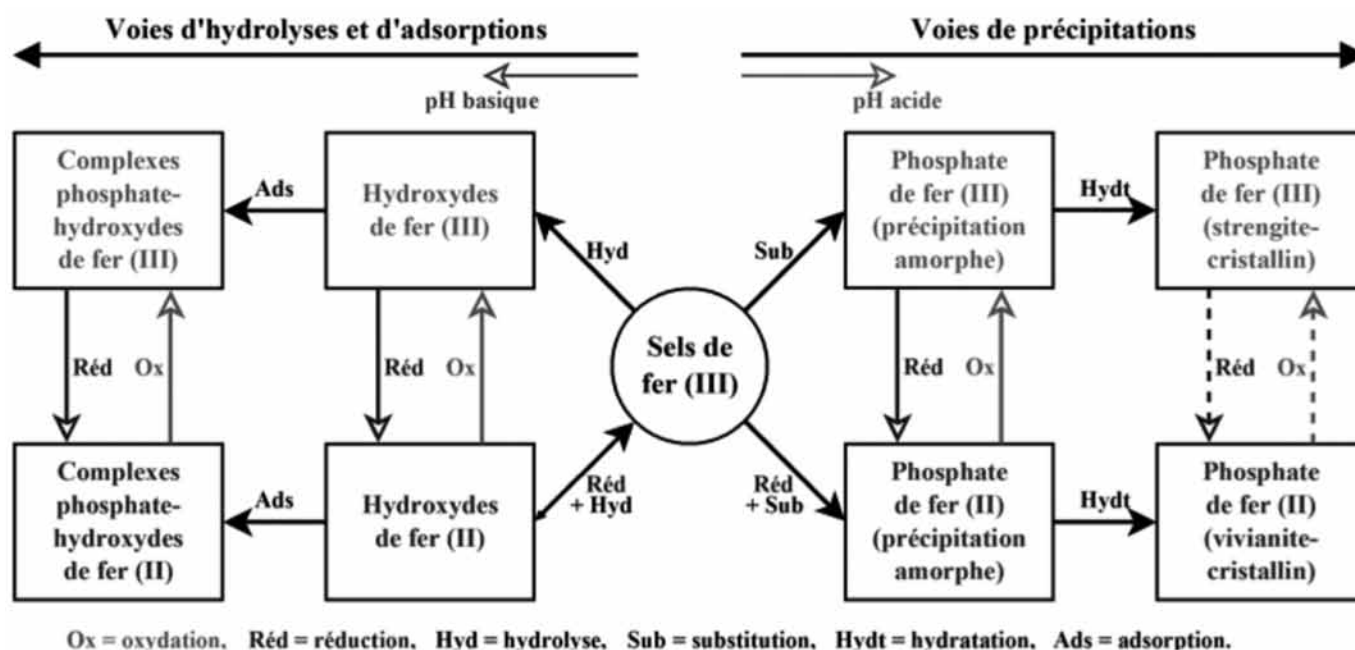 Voies d'hydrolyses et d'adsorptions
Voies de précipitations
pH basique
pH acide
Complexes
phosphate-
hydroxydes
de fer (III)
Ads
Hydroxydes
de fer (III)
Hyd
Sub
Phosphate
de fer (III)
(précipitation
amorphe)
Hydt
Phosphate
de fer (III)
(strengite-
cristallin)
Réd
Ox
Réd
Ox
Sels de
fer (III)
Réd
Ox
Réd
Ox
Complexes
phosphate-
hydroxydes
de fer (II)
Ads
Hydroxydes
de fer (II)
Réd
+ Hyd
Réd
+ Sub
Phosphate
de fer (II)
(précipitation
amorphe)
Hydt
Phosphate
de fer (II)
(vivianite-
cristallin)
Ox = oxydation, Réd = réduction, Hyd = hydrolyse, Sub = substitution, Hydt = hydratation, Ads = adsorption.